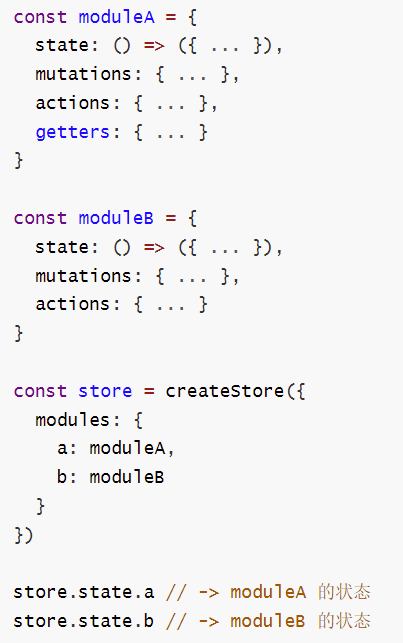 const moduleA = {
  state: () => ({ ... }),
  mutations: { ... },
  actions: { ... },
  getters: { ... }
}

const moduleB = {
  state: () => ({ ... }),
  mutations: { ... },
  actions: { ... }
}

const store = createStore({
  modules: {
    a: moduleA,
    b: moduleB
  }
})

store.state.a // -> moduleA 的状态
store.state.b // -> moduleB 的状态